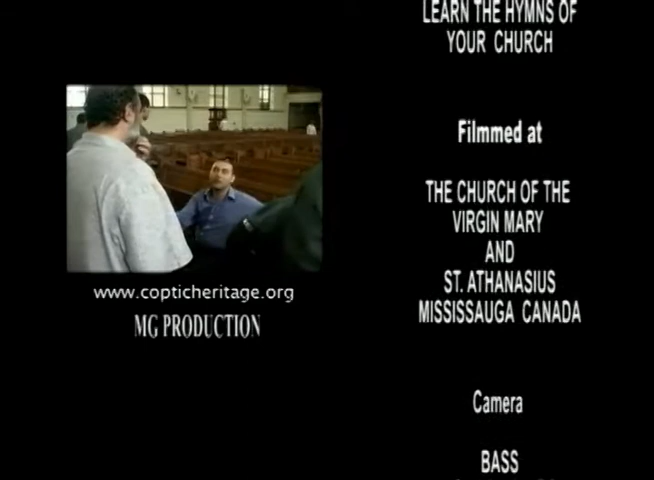 LEARN THE HYMNS OF
YOUR CHURCH
Filmmed at
THE CHURCH OF THE
VIRGIN MARY
AND
ST. ATHANASIUS
MISSISSAUGA CANADA
Camera
BASS
www.copticheritage.org
MG PRODUCTION